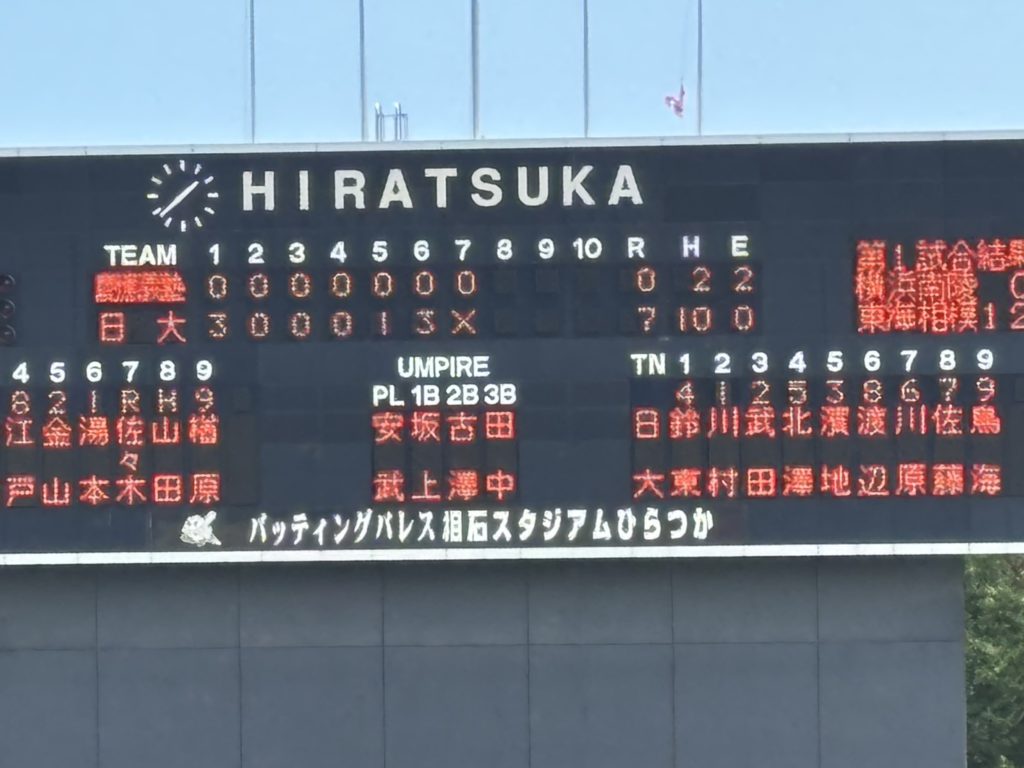 HIRATSUKA
TEAM 1 2 3 4 5 6 7 8 9 10 R H E
0 0 0 0 0 0 0 0 2 2
日大 3 0 0 0 1 3 X 7 10 0
第1試合結果
横浜南陵 0
東海相模 12
4 5 6 7 8 9
8 2 1 R H 9
江戸 金山 湯本 佐々木 山田 橘原
UMPIRE
PL 1B 2B 3B
安武 坂上 古澤 田中
TN 1 2 3 4 5 6 7 8 9
4 1 2 5 3 8 6 7 9
日大 鈴東 川村 武田 北澤 濱地 渡辺 川原 佐藤 鳥海
バッティングパレス相石スタジアムひらつか